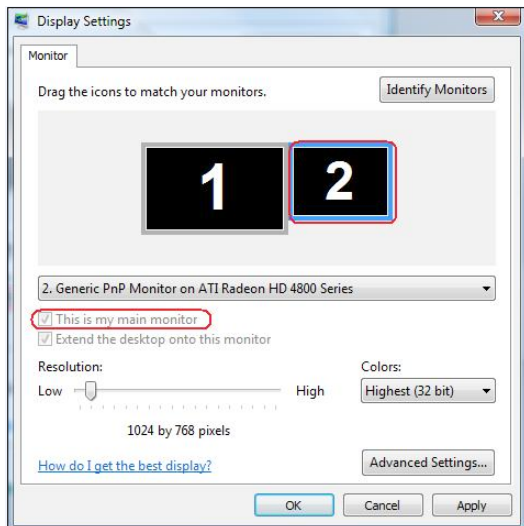 Display Settings
Monitor
Drag the icons to match your monitors.
Identify Monitors
1
2
2. Generic PnP Monitor on ATI Radeon HD 4800 Series
This is my main monitor
Extend the desktop onto this monitor
Resolution:
Colors:
Low
High
Highest (32 bit)
1024 by 768 pixels
How do I get the best display?
Advanced Settings...
OK
Cancel
Apply